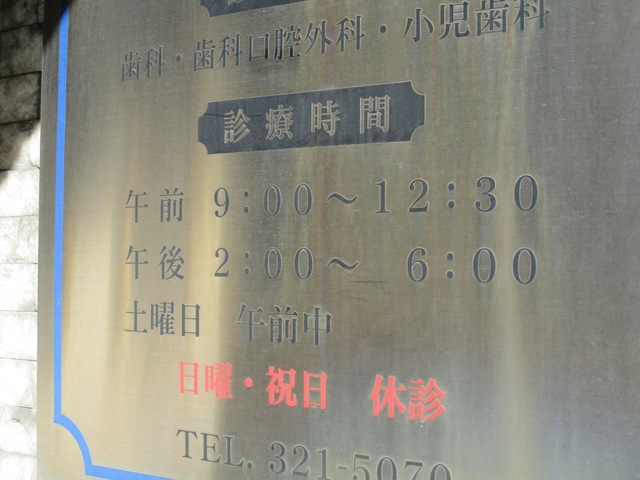 歯科・歯科口腔外科・小児歯科
診療時間
午前 9:00～12:30
午後 2:00～ 6:00
土曜日 午前中
日曜・祝日 休診
TEL. 321-5070